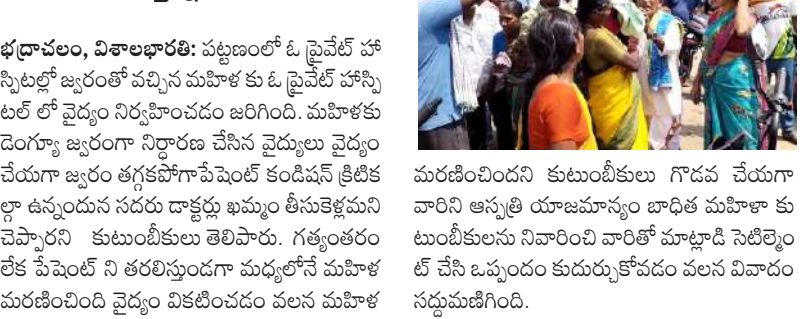 భద్రాచలం, విశాలభారతి: పట్టణంలో ఓ ప్రైవేట్ హా
స్పిటల్లో జ్వరంతో వచ్చిన మహిళ కు ఓ ప్రైవేట్ హాస్పి
టల్ లో వైద్యం నిర్వహించడం జరిగింది. మహిళకు
డెంగ్యూ జ్వరంగా నిర్ధారణ చేసిన వైద్యులు వైద్యం
చేయగా జ్వరం తగ్గకపోగాపేషెంట్ కండిషన్ క్రిటిక
ల్గా ఉన్నందున సదరు డాక్టర్లు ఖమ్మం తీసుకెళ్లమని
చెప్పారని కుటుంబీకులు తెలిపారు. గత్యంతరం
లేక పేషెంట్ ని తరలిస్తుండగా మధ్యలోనే మహిళ
మరణించింది వైద్యం వికటించడం వలన మహిళ
మరణించిందని కుటుంబీకులు గొడవ చేయగా
వారిని ఆస్పత్రి యాజమాన్యం బాధిత మహిళా కు
టుంబీకులను నివారించి వారితో మాట్లాడి సెటిల్మెం
ట్ చేసి ఒప్పందం కుదుర్చుకోవడం వలన వివాదం
సద్దుమణిగింది.